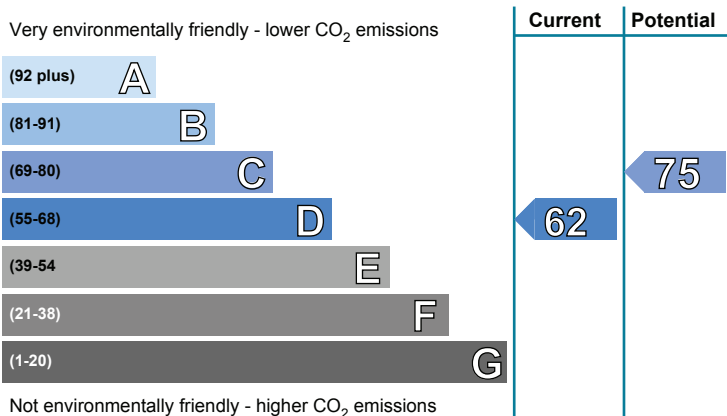 Very environmentally friendly - lower CO2 emissions
Current
Potential
(92 plus) A
(81-91) B
(69-80) C
75
(55-68) D
62
(39-54 E
(21-38) F
(1-20) G
Not environmentally friendly - higher CO2 emissions